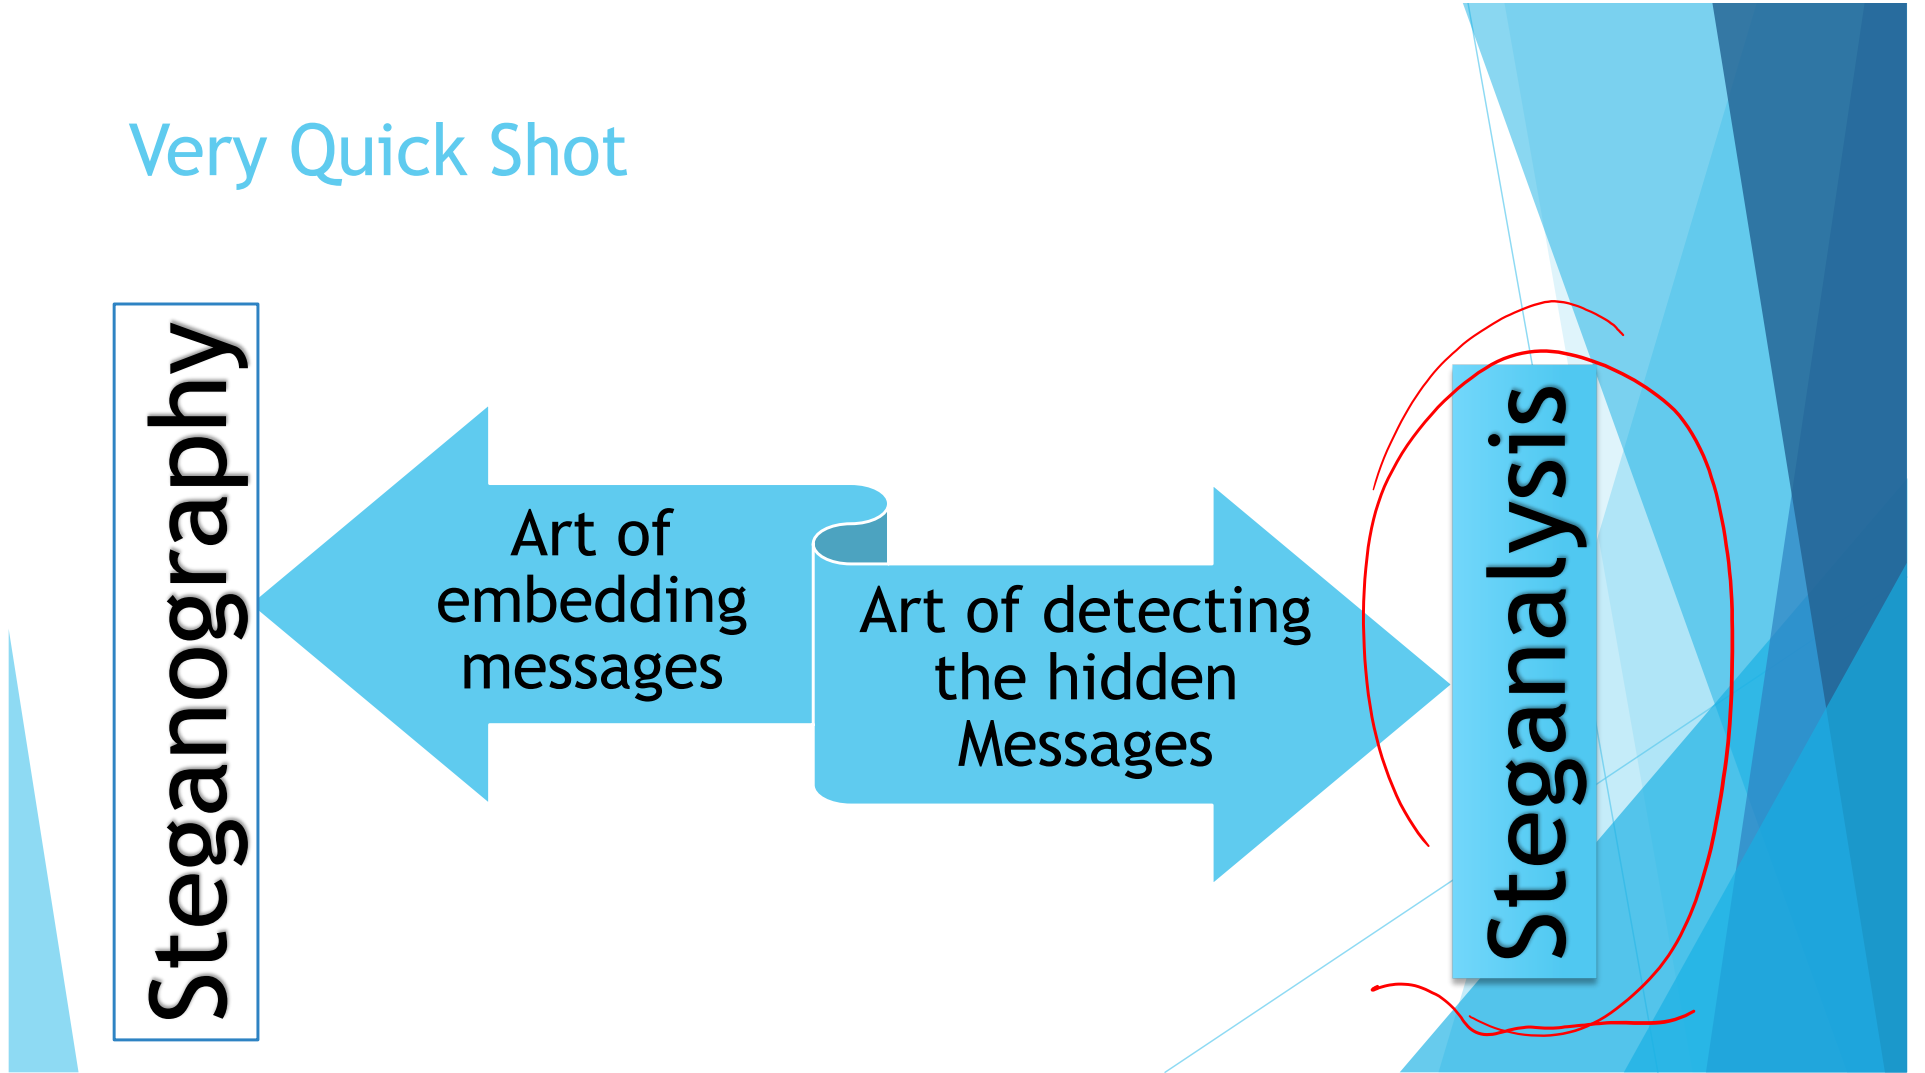 Very Quick Shot
Steganography
Art of
embedding
messages
Art of detecting
the hidden
Messages
Steganalysis